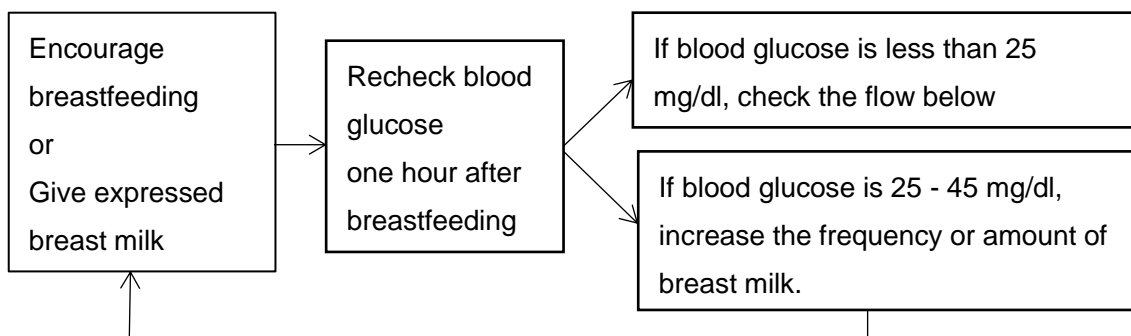 Encourage
breastfeeding
or
Give expressed
breast milk
Recheck blood
glucose
one hour after
breastfeeding
If blood glucose is less than 25
mg/dl, check the flow below
If blood glucose is 25 - 45 mg/dl,
increase the frequency or amount of
breast milk.